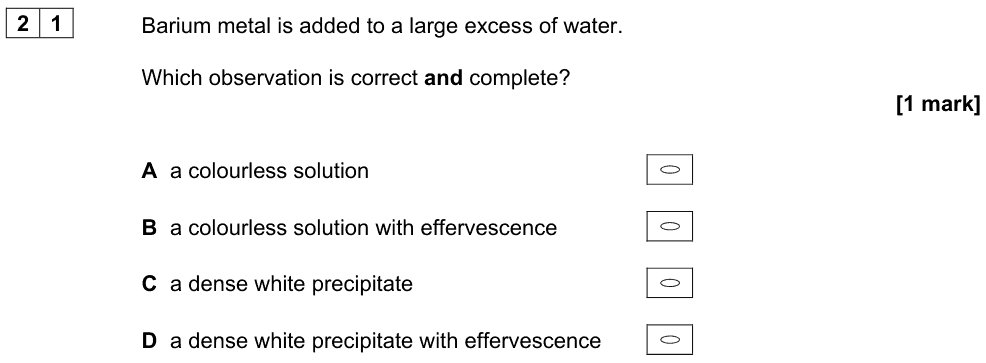 2 1 Barium metal is added to a large excess of water.
Which observation is correct and complete?
[1 mark]
A a colourless solution
B a colourless solution with effervescence
C a dense white precipitate
D a dense white precipitate with effervescence